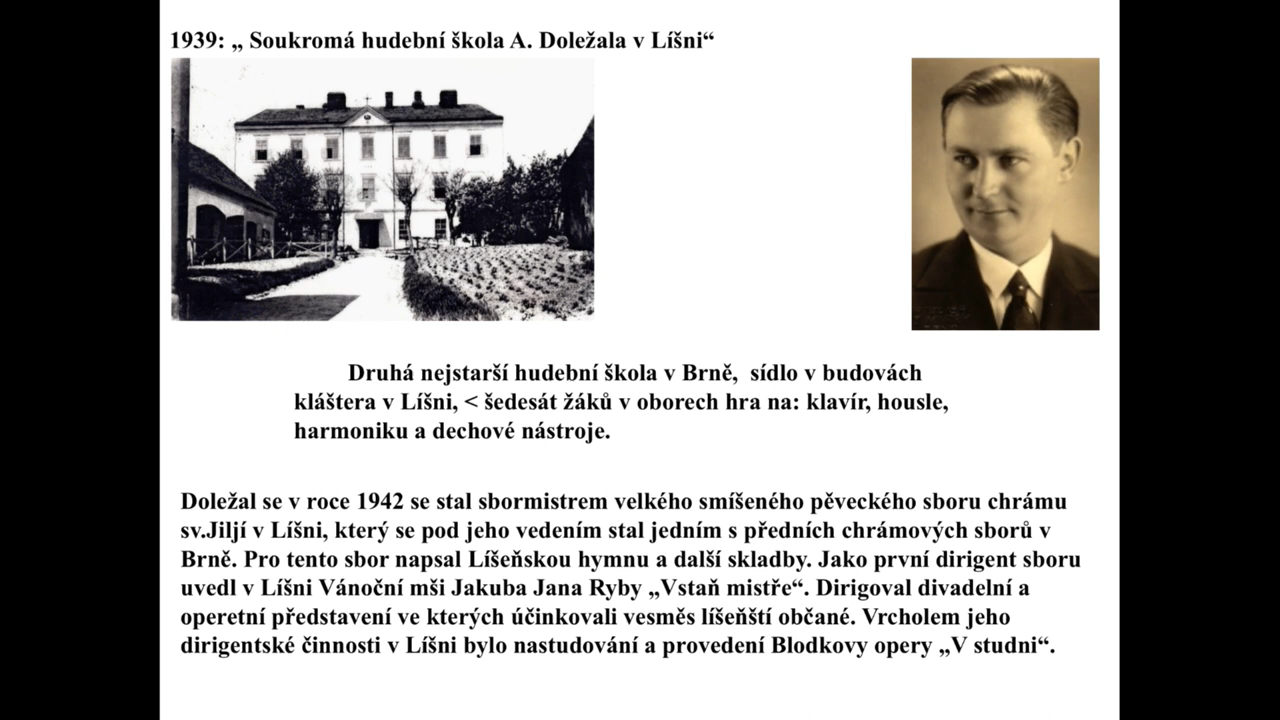 1939: „ Soukromá hudební škola A. Doležala v Líšni“
Druhá nejstarší hudební škola v Brně, sídlo v budovách
kláštera v Líšni, < šedesát žáků v oborech hra na: klavír, housle,
harmoniku a dechové nástroje.
Doležal se v roce 1942 se stal sbormistrem velkého smíšeného pěveckého sboru chrámu
sv.Jiljí v Líšni, který se pod jeho vedením stal jedním s předních chrámových sborů v
Brně. Pro tento sbor napsal Líšeňskou hymnu a další skladby. Jako první dirigent sboru
uvedl v Líšni Vánoční mši Jakuba Jana Ryby „Vstaň mistře“. Dirigoval divadelní a
operetní představení ve kterých účinkovali vesměs líšeňští občané. Vrcholem jeho
dirigentské činnosti v Líšni bylo nastudování a provedení Blodkovy opery „V studni“.